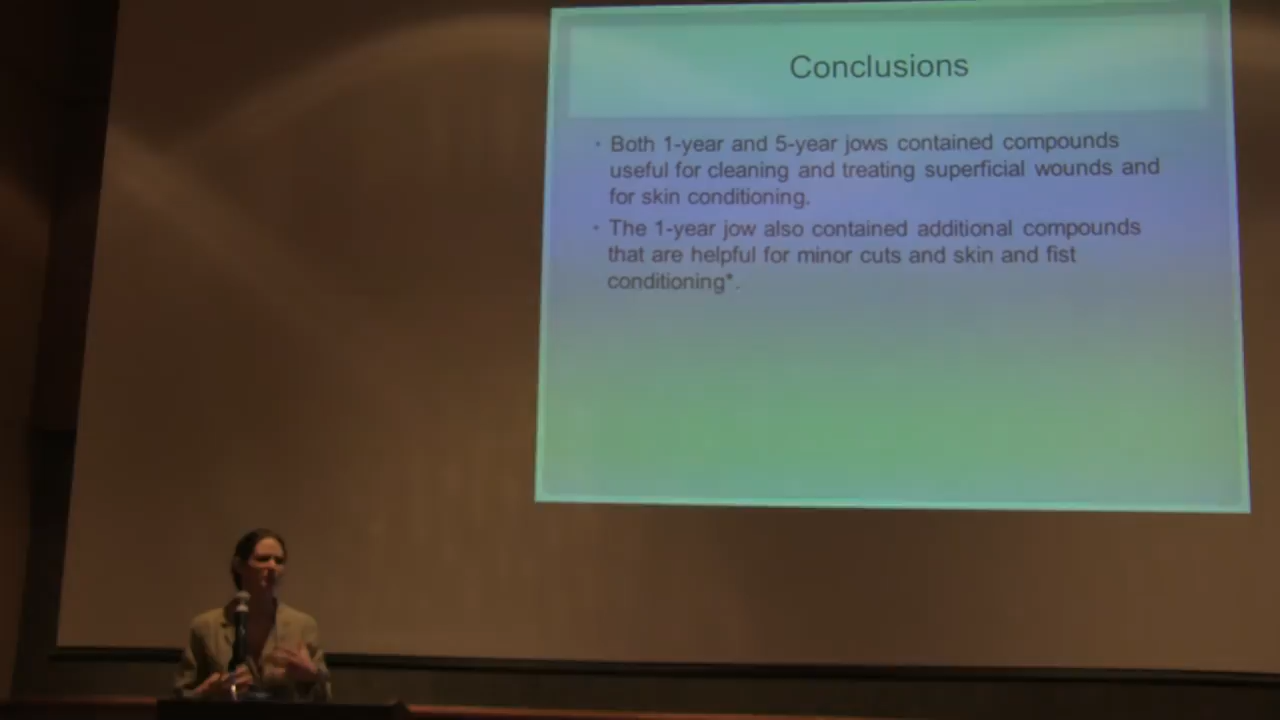 Conclusions
• Both 1-year and 5-year jows contained compounds
useful for cleaning and treating superficial wounds and
for skin conditioning.
• The 1-year jow also contained additional compounds
that are helpful for minor cuts and skin and fist
conditioning*.